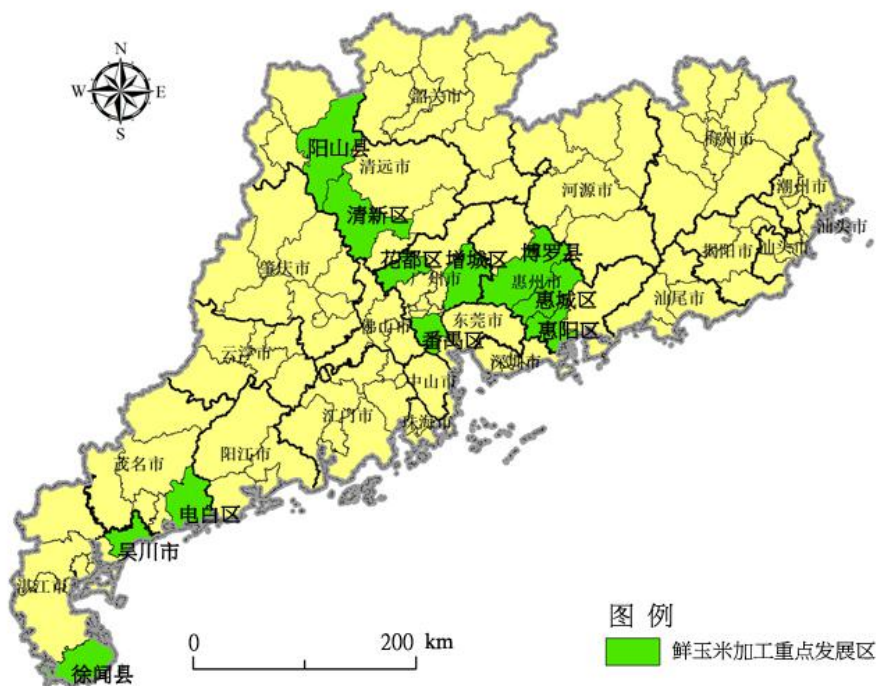 N
W
E
S
韶关市
阳山县
清远市
梅州市
河源市
潮州市
清新区
汕头市
花都区
增城区
博罗县
揭阳市
汕头市
肇庆市
州市
惠州市
惠城区
汕尾市
佛山市
番禺区
东莞市
惠阳区
云浮市
深圳市
中山市
江门市
珠海市
茂名市
阳江市
电白区
吴川市
湛江市
徐闻县
0
200 km
图 例
鲜玉米加工重点发展区